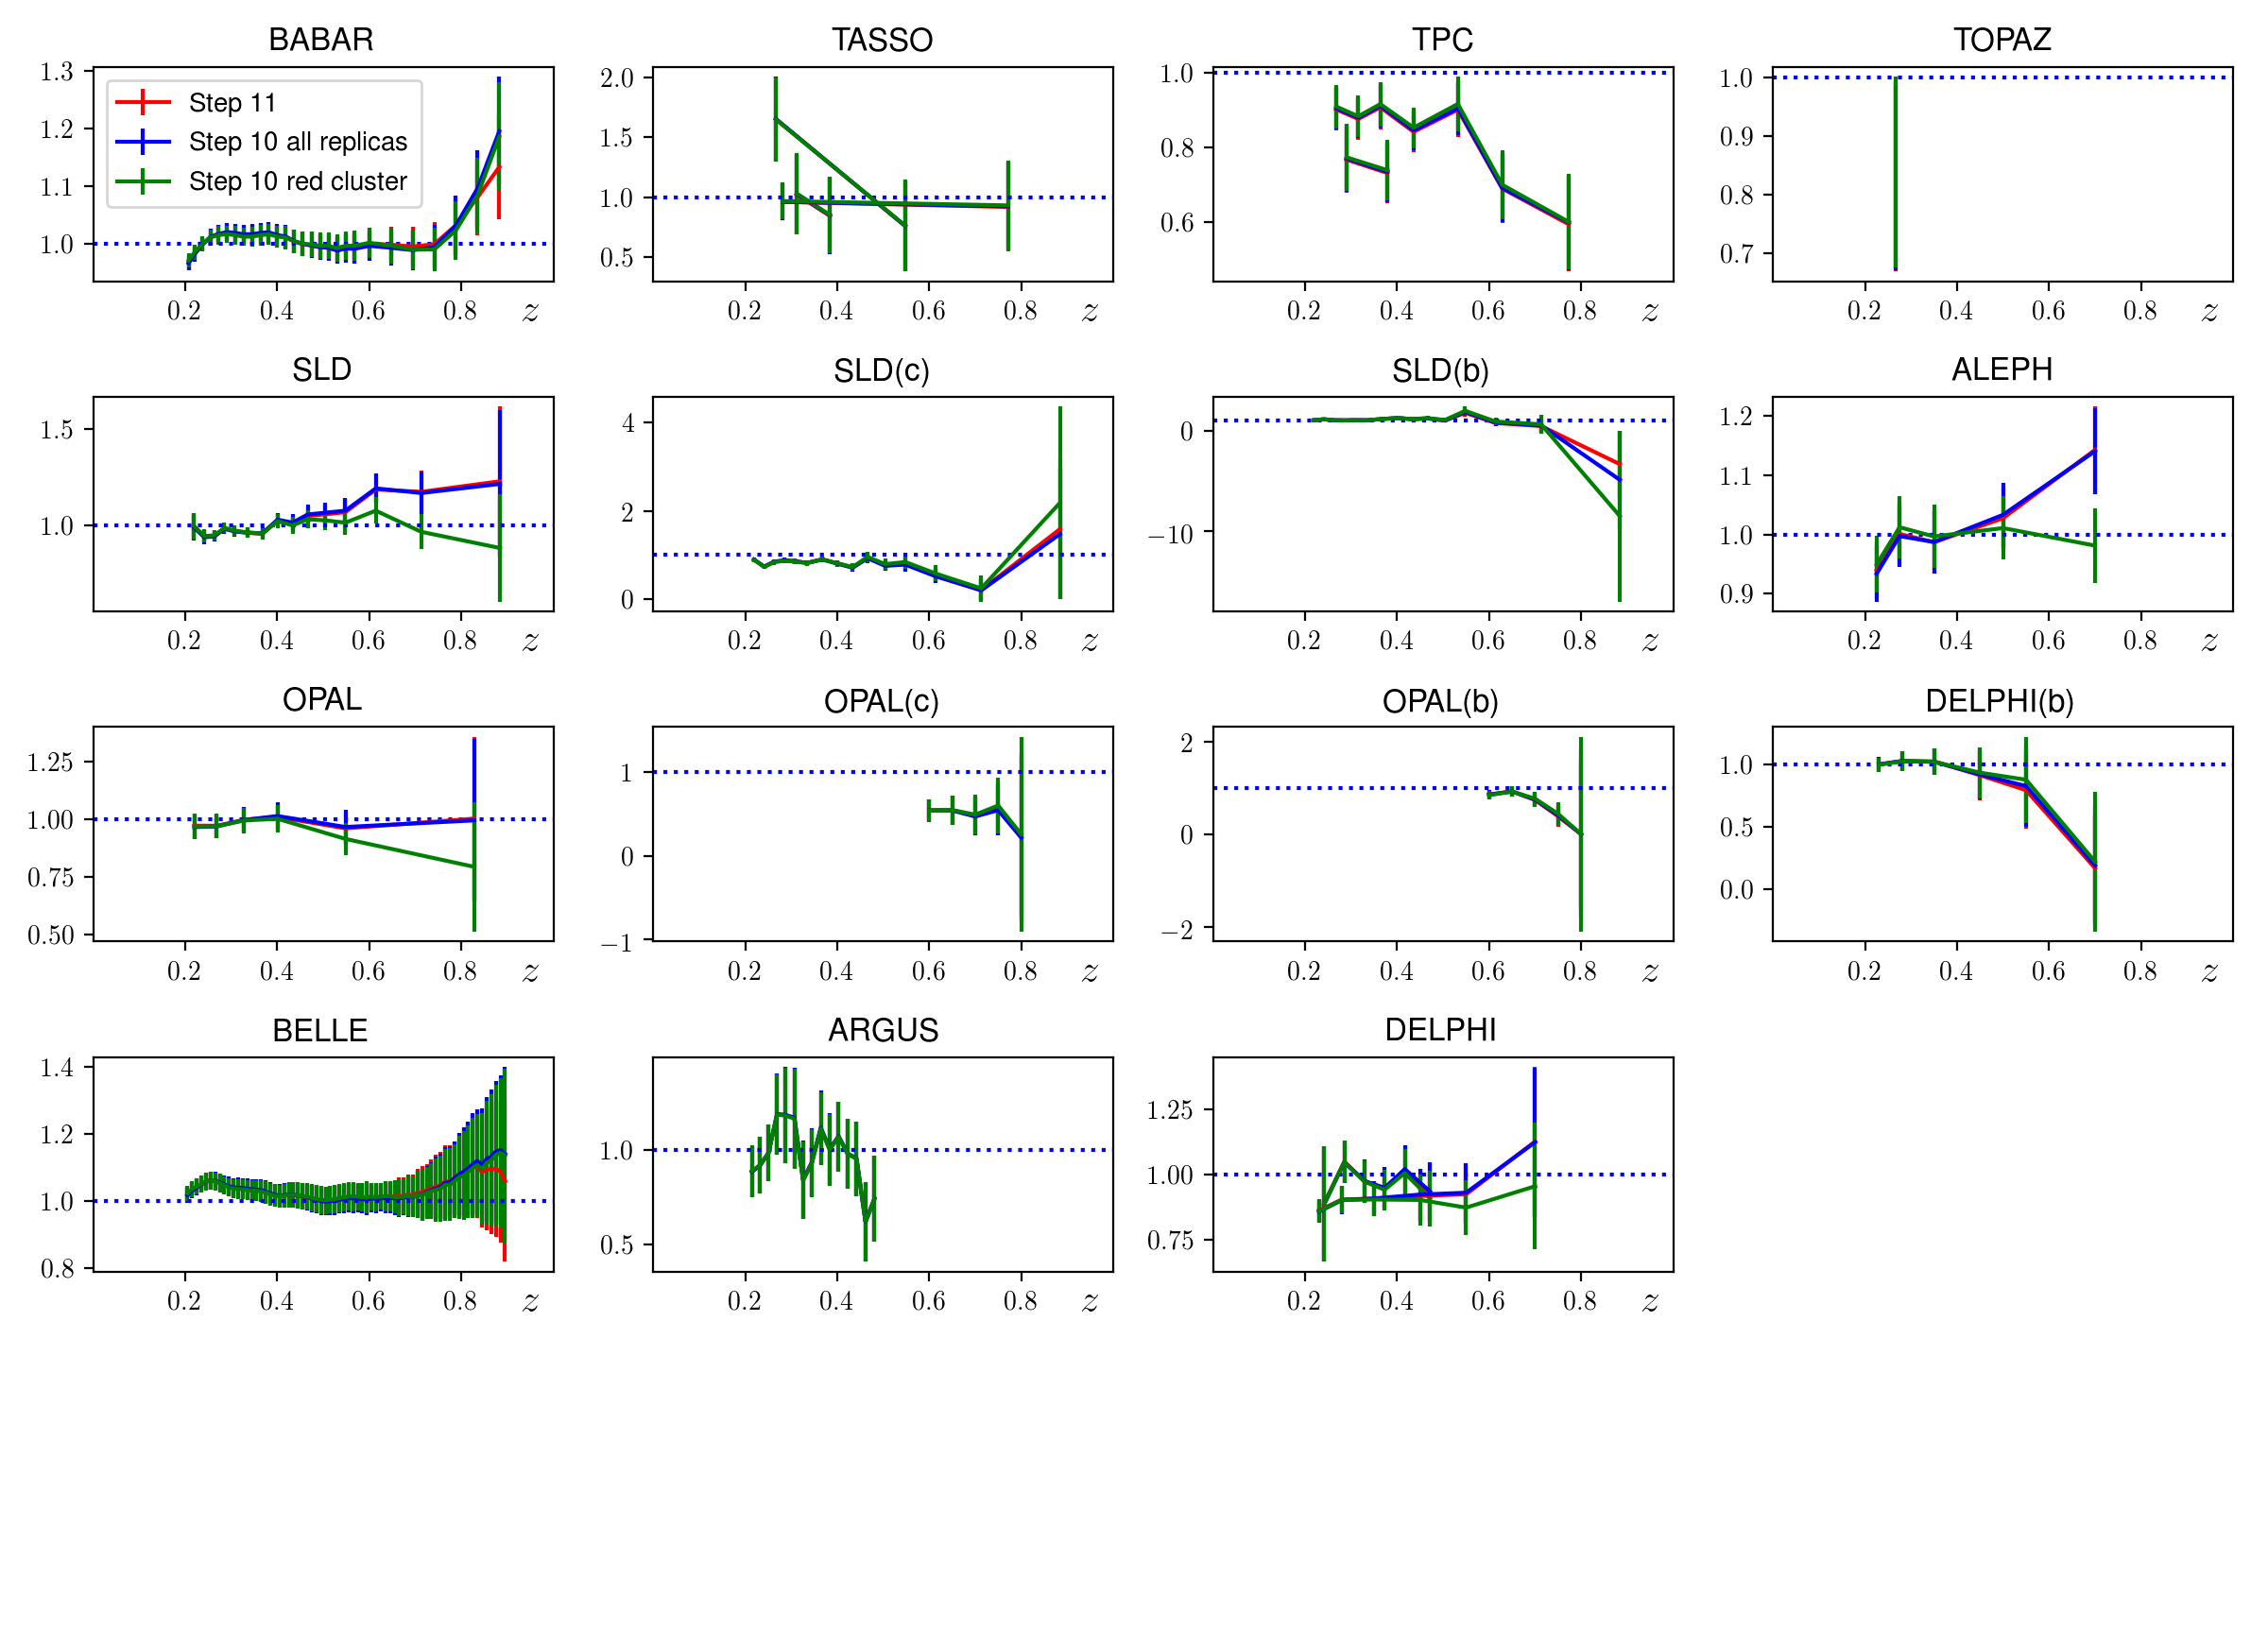 BABAR
1.3
1.2
1.1
1.0
Step 11
Step 10 all replicas
Step 10 red cluster
0.2 0.4 0.6 0.8 z
TASSO
2.0
1.5
1.0
0.5
0.2 0.4 0.6 0.8 z
TPC
1.0
0.8
0.6
0.2 0.4 0.6 0.8 z
TOPAZ
1.0
0.9
0.8
0.7
0.2 0.4 0.6 0.8 z
SLD
1.5
1.0
0.2 0.4 0.6 0.8 z
SLD(c)
4
2
0
0.2 0.4 0.6 0.8 z
SLD(b)
0
−10
0.2 0.4 0.6 0.8 z
ALEPH
1.2
1.1
1.0
0.9
0.2 0.4 0.6 0.8 z
OPAL
1.25
1.00
0.75
0.50
0.2 0.4 0.6 0.8 z
OPAL(c)
1
0
−1
0.2 0.4 0.6 0.8 z
OPAL(b)
2
0
−2
0.2 0.4 0.6 0.8 z
DELPHI(b)
1.0
0.5
0.0
0.2 0.4 0.6 0.8 z
BELLE
1.4
1.2
1.0
0.8
0.2 0.4 0.6 0.8 z
ARGUS
1.0
0.5
0.2 0.4 0.6 0.8 z
DELPHI
1.25
1.00
0.75
0.2 0.4 0.6 0.8 z